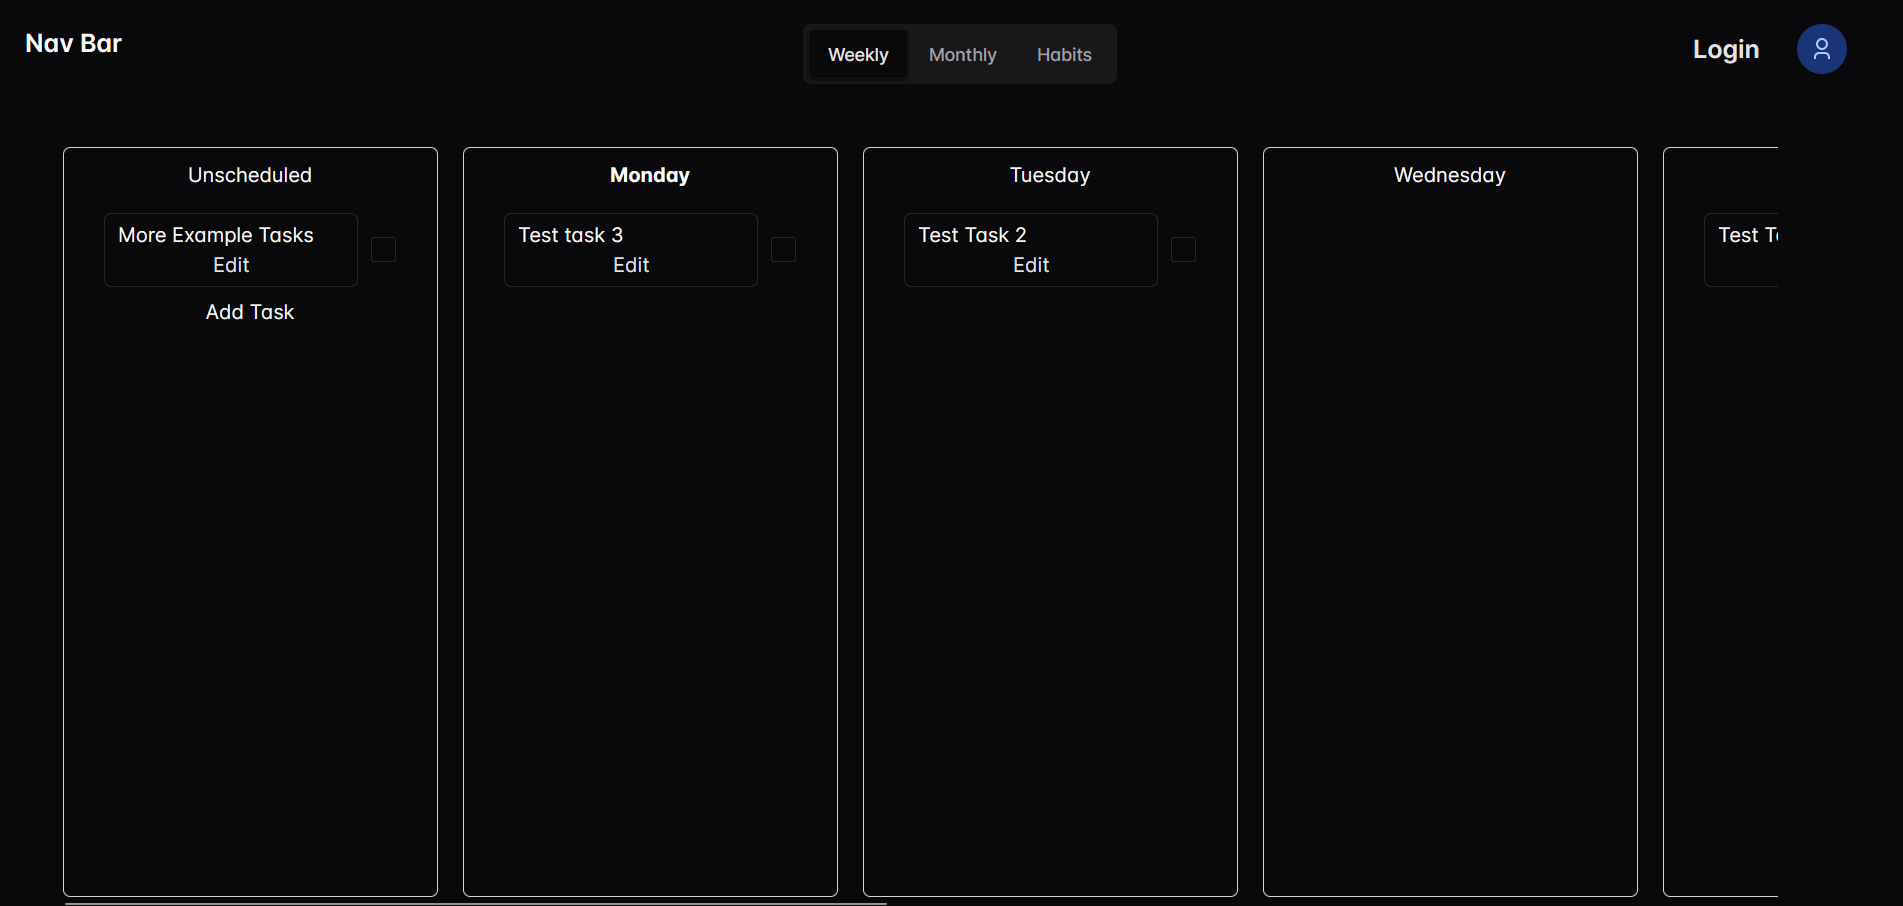 Nav Bar
Weekly
Monthly
Habits
Login
Unscheduled
More Example Tasks
Edit
Add Task
Monday
Test task 3
Edit
Tuesday
Test Task 2
Edit
Wednesday
Test